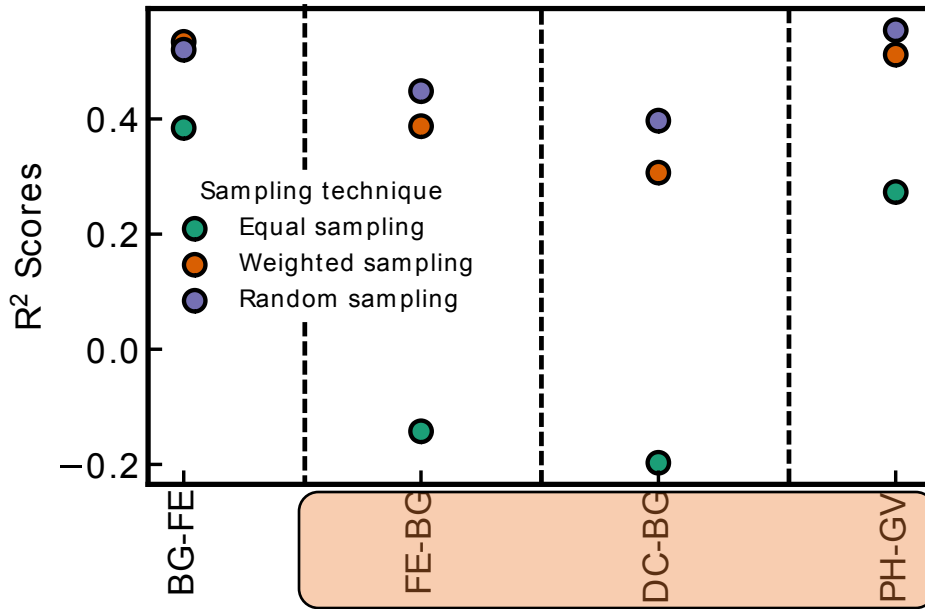 R² Scores
0.4
0.2
0.0
−0.2
Sampling technique
Equal sampling
Weighted sampling
Random sampling
BG-FE
FE-BG
DC-BG
PH-GV